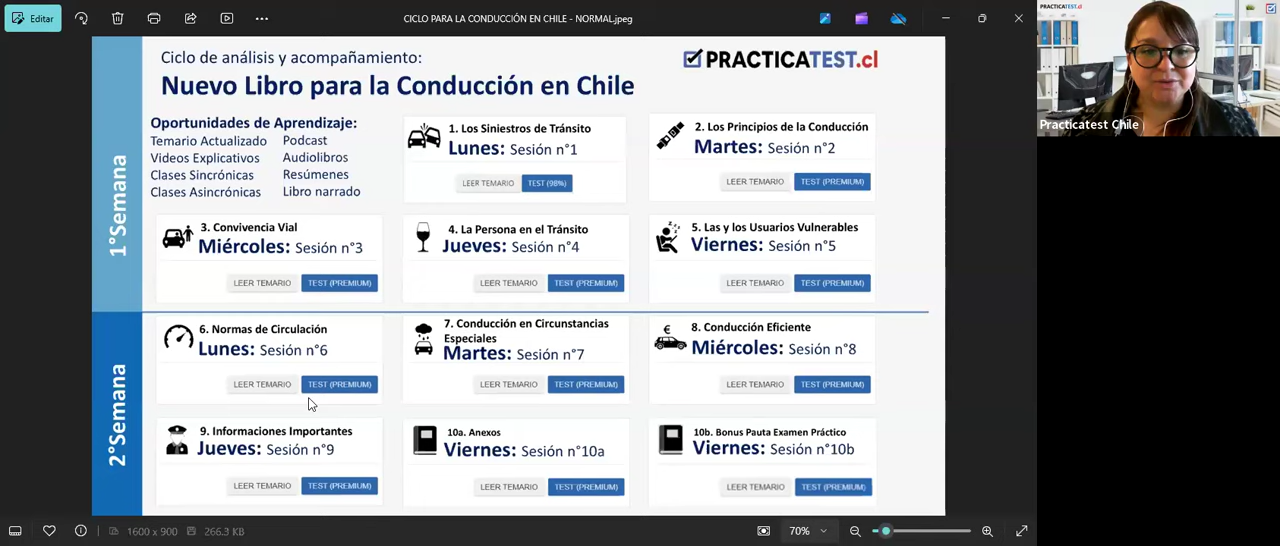 Editar
CICLO PARA LA CONDUCCIÓN EN CHILE - NORMAL.jpeg
Ciclo de análisis y acompañamiento:
Nuevo Libro para la Conducción en Chile
PRACTICATEST.cl
Oportunidades de Aprendizaje:
Temario Actualizado Podcast
Videos Explicativos Audiolibros
Clases Sincrónicas Resúmenes
Clases Asincrónicas Libro narrado
1°Semana
1. Los Siniestros de Tránsito
Lunes: Sesión n°1
LEER TEMARIO TEST (98%)
2. Los Principios de la Conducción
Martes: Sesión n°2
LEER TEMARIO TEST (PREMIUM)
3. Convivencia Vial
Miércoles: Sesión n°3
LEER TEMARIO TEST (PREMIUM)
4. La Persona en el Tránsito
Jueves: Sesión n°4
LEER TEMARIO TEST (PREMIUM)
5. Las y los Usuarios Vulnerables
Viernes: Sesión n°5
LEER TEMARIO TEST (PREMIUM)
2°Semana
6. Normas de Circulación
Lunes: Sesión n°6
LEER TEMARIO TEST (PREMIUM)
7. Conducción en Circunstancias
Especiales
Martes: Sesión n°7
LEER TEMARIO TEST (PREMIUM)
8. Conducción Eficiente
Miércoles: Sesión n°8
LEER TEMARIO TEST (PREMIUM)
9. Informaciones Importantes
Jueves: Sesión n°9
LEER TEMARIO TEST (PREMIUM)
10a. Anexos
Viernes: Sesión n°10a
LEER TEMARIO TEST (PREMIUM)
10b. Bonus Pauta Examen Práctico
Viernes: Sesión n°10b
LEER TEMARIO TEST (PREMIUM)
1600 x 900 266.3 KB
70%
PRACTICATEST.cl
Practicatest Chile